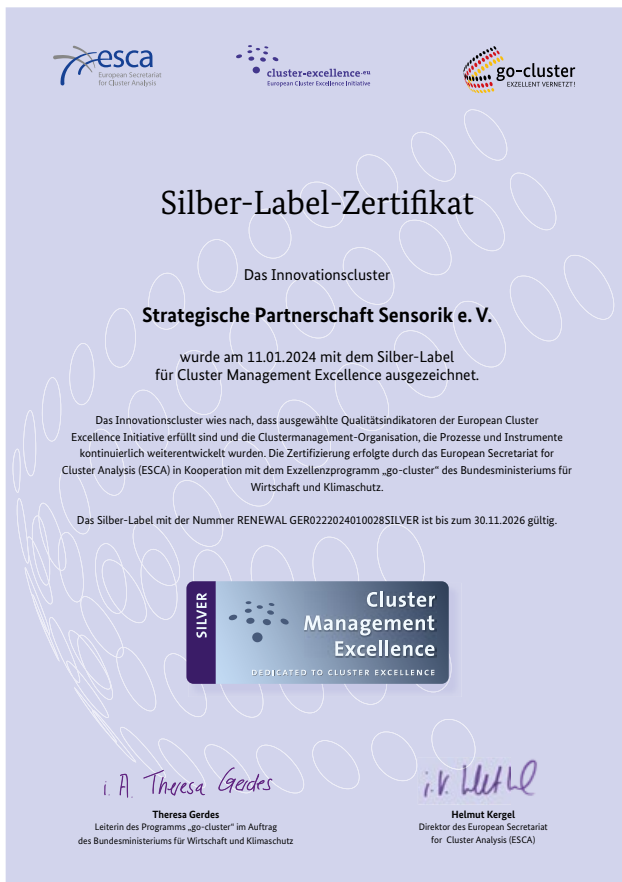 esca
European Secretariat
for Cluster Analysis
cluster-excellence.eu
European Cluster Excellence Initiative
go-cluster
EXZELLENT VERNETZT!
Silber-Label-Zertifikat
Das Innovationscluster
Strategische Partnerschaft Sensorik e. V.
wurde am 11.01.2024 mit dem Silber-Label
für Cluster Management Excellence ausgezeichnet.
Das Innovationscluster wies nach, dass ausgewählte Qualitätsindikatoren der European Cluster
Excellence Initiative erfüllt sind und die Clustermanagement-Organisation, die Prozesse und Instrumente
kontinuierlich weiterentwickelt wurden. Die Zertifizierung erfolgte durch das European Secretariat for
Cluster Analysis (ESCA) in Kooperation mit dem Exzellenzprogramm „go-cluster“ des Bundesministeriums für
Wirtschaft und Klimaschutz.
Das Silber-Label mit der Nummer RENEWAL GER0222024010028SILVER ist bis zum 30.11.2026 gültig.
SILVER
Cluster
Management
Excellence
DEDICATED TO CLUSTER EXCELLENCE
i. A. Theresa Gerdes
i.V.
Theresa Gerdes
Leiterin des Programms „go-cluster“ im Auftrag
des Bundesministeriums für Wirtschaft und Klimaschutz
Helmut Kergel
Direktor des European Secretariat
for Cluster Analysis (ESCA)